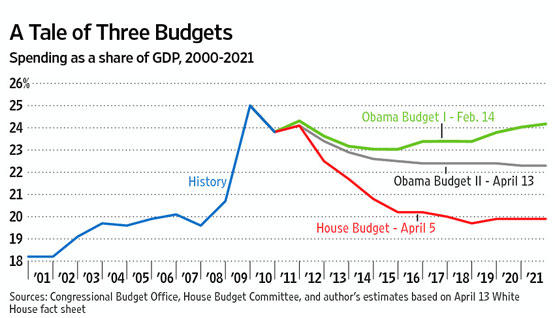 A Tale of Three Budgets
Spending as a share of GDP, 2000-2021
26%
25
24
23
22
21
20
19
18
Obama Budget I - Feb. 14
History
Obama Budget II - April 13
House Budget - April 5
'01 '02 '03 '04 '05 '06 '07 '08 '09 '10 '11 '12 '13 '14 '15 '16 '17 '18 '19 '20 '21
Sources: Congressional Budget Office, House Budget Committee, and author's estimates based on April 13 White
House fact sheet